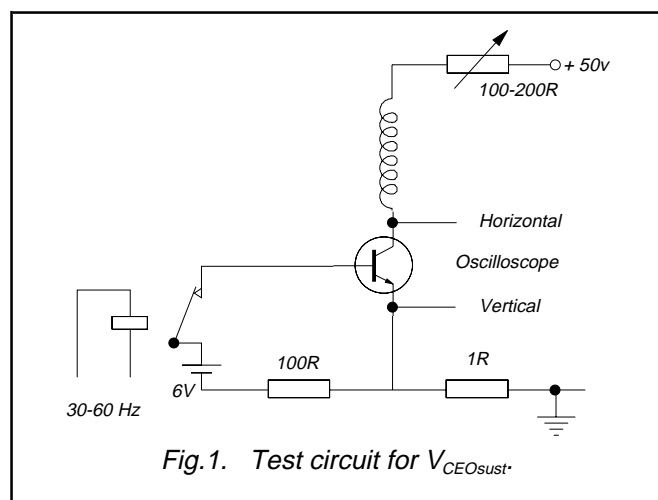 + 50v
100-200R
Horizontal
Oscilloscope
Vertical
100R
1R
6V
30-60 Hz
Fig.1. Test circuit for VCEOsust.